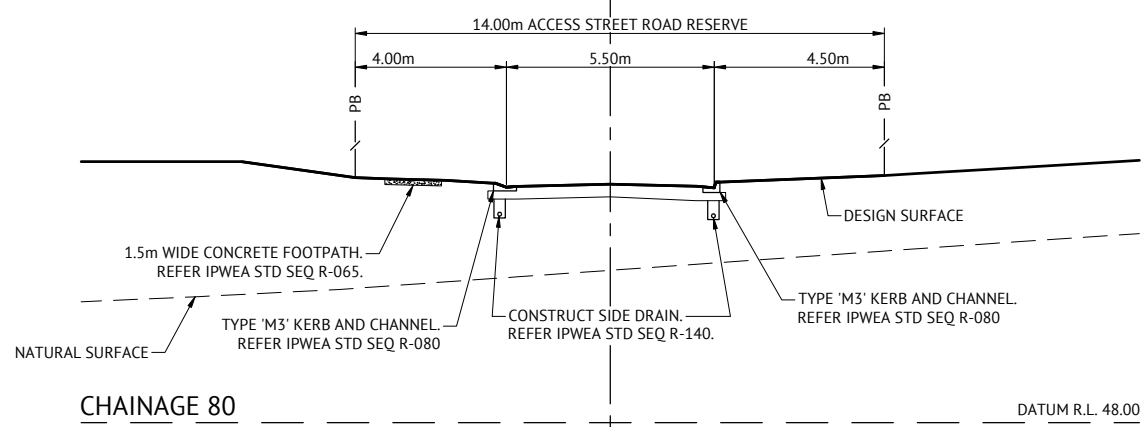 14.00m ACCESS STREET ROAD RESERVE
4.00m
5.50m
4.50m
PB
PB
DESIGN SURFACE
1.5m WIDE CONCRETE FOOTPATH.
REFER IPWEA STD SEQ R-065.
TYPE 'M3' KERB AND CHANNEL.
REFER IPWEA STD SEQ R-080
CONSTRUCT SIDE DRAIN.
REFER IPWEA STD SEQ R-140.
TYPE 'M3' KERB AND CHANNEL.
REFER IPWEA STD SEQ R-080
NATURAL SURFACE
CHAINAGE 80
DATUM R.L. 48.00